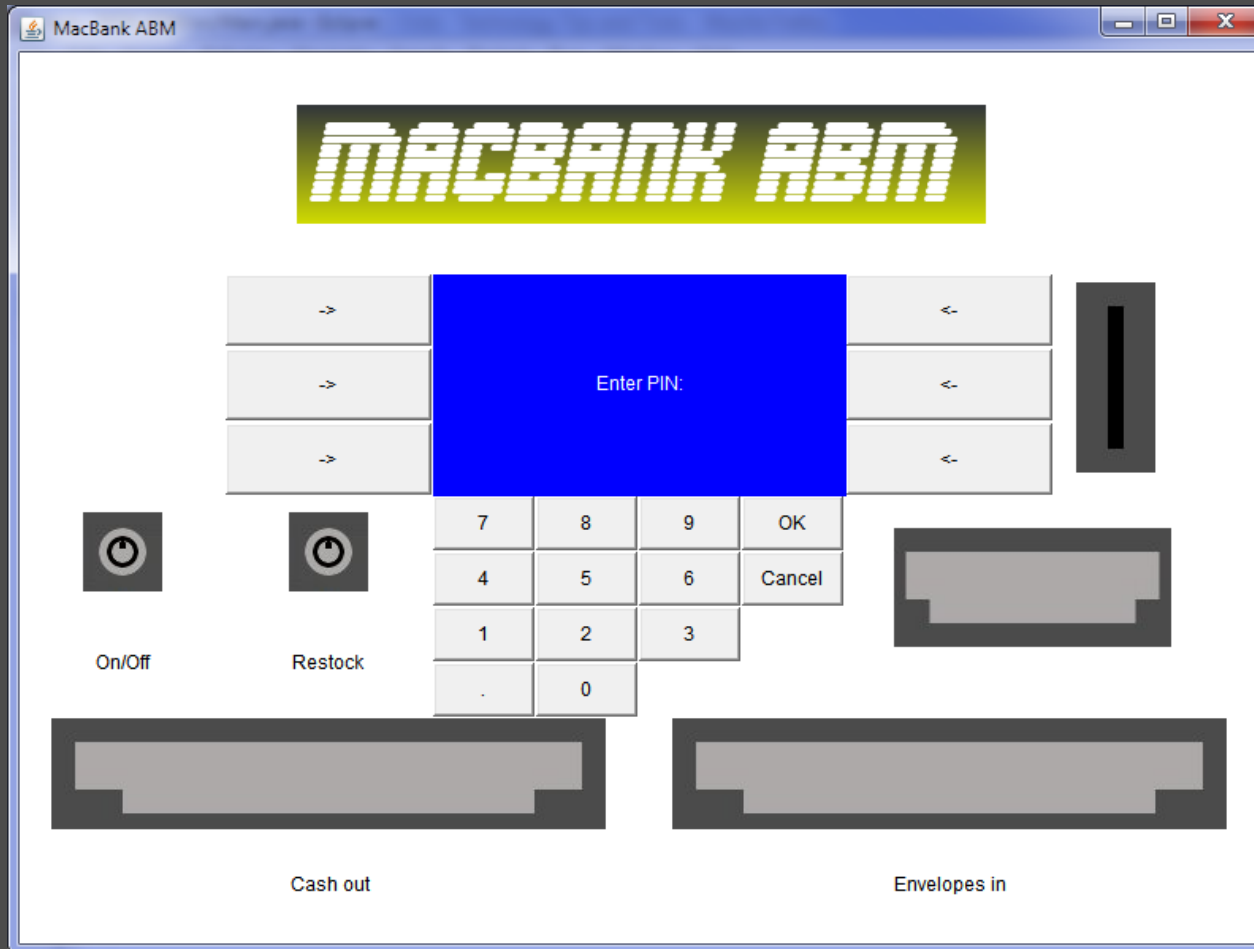 MacBank ABM
MACBANK ABM
-> <-
-> Enter PIN: <-
-> <-
7 8 9 OK
4 5 6 Cancel
1 2 3
. 0
On/Off Restock
Cash out Envelopes in